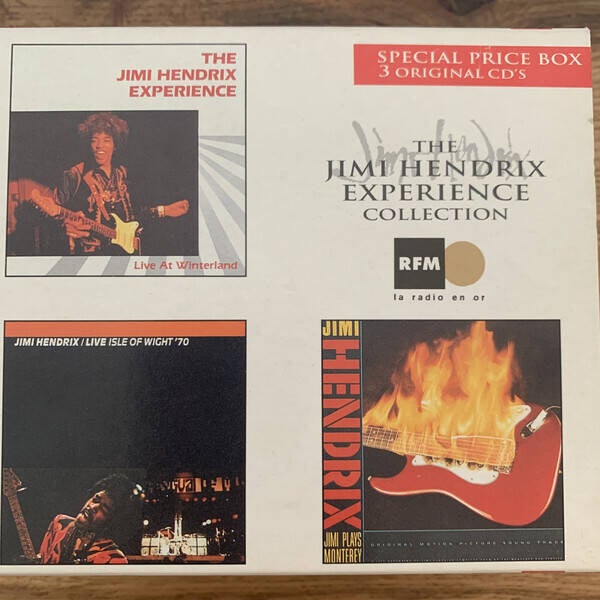 THE
JIMI HENDRIX
EXPERIENCE
Live At Winterland
SPECIAL PRICE BOX
3 ORIGINAL CD'S
Jimi Hendrix
THE
JIMI HENDRIX
EXPERIENCE
COLLECTION
RFM
la radio en or
JIMI HENDRIX/LIVE ISLE OF WIGHT '70
JIMI
HENDRIX
JIMI PLAYS
MONTEREY
ORIGINAL MOTION PICTURE SOUND TRACK